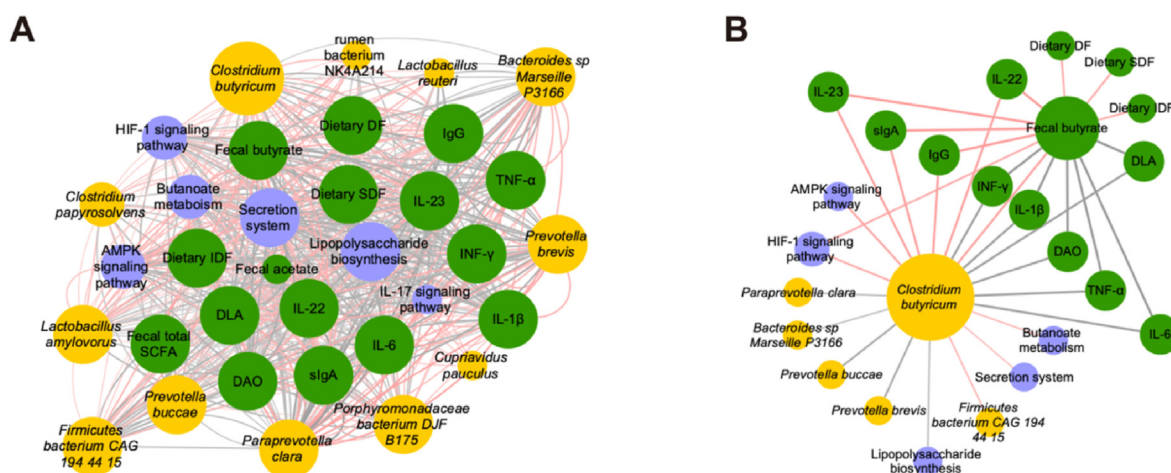 A
rumen
bacterium
NK4A214
Clostridium
butyricum
Lactobacillus
reuteri
Bacteroides sp
Marseille
P3166
HIF-1 signaling
pathway
Fecal butyrate
Dietary DF
IgG
TNF-α
Clostridium
papyrosolvens
Butanoate
metaboism
Secretion
system
Dietary SDF
IL-23
AMPK
signaling
pathway
Dietary IDF
Fecal acetate
Lipopolysaccharide
biosynthesis
INF-γ
Prevotella
brevis
IL-17 signaling
pathway
Lactobacillus
amylovorus
Fecal total
SCFA
DLA
IL-22
IL-6
IL-1β
Cupriavidus
pauculus
Prevotella
buccae
DAO
sIgA
Firmicutes
bacterium CAG
194 44 15
Paraprevotella
clara
Porphyromonadaceae
bacterium DJF
B175
B
Dietary DF
IL-22
Dietary SDF
IL-23
Fecal butyrate
Dietary IDF
sIgA
IgG
DLA
AMPK signaling
pathway
INF-γ
IL-1β
HIF-1 signaling
pathway
DAO
Paraprevotella clara
Clostridium
butyricum
TNF-α
Bacteroides sp
Marseille P3166
IL-6
Butanoate
metabolism
Prevotella buccae
Secretion system
Prevotella brevis
Firmicutes
bacterium CAG 194
44 15
Lipopolysaccharide
biosynthesis